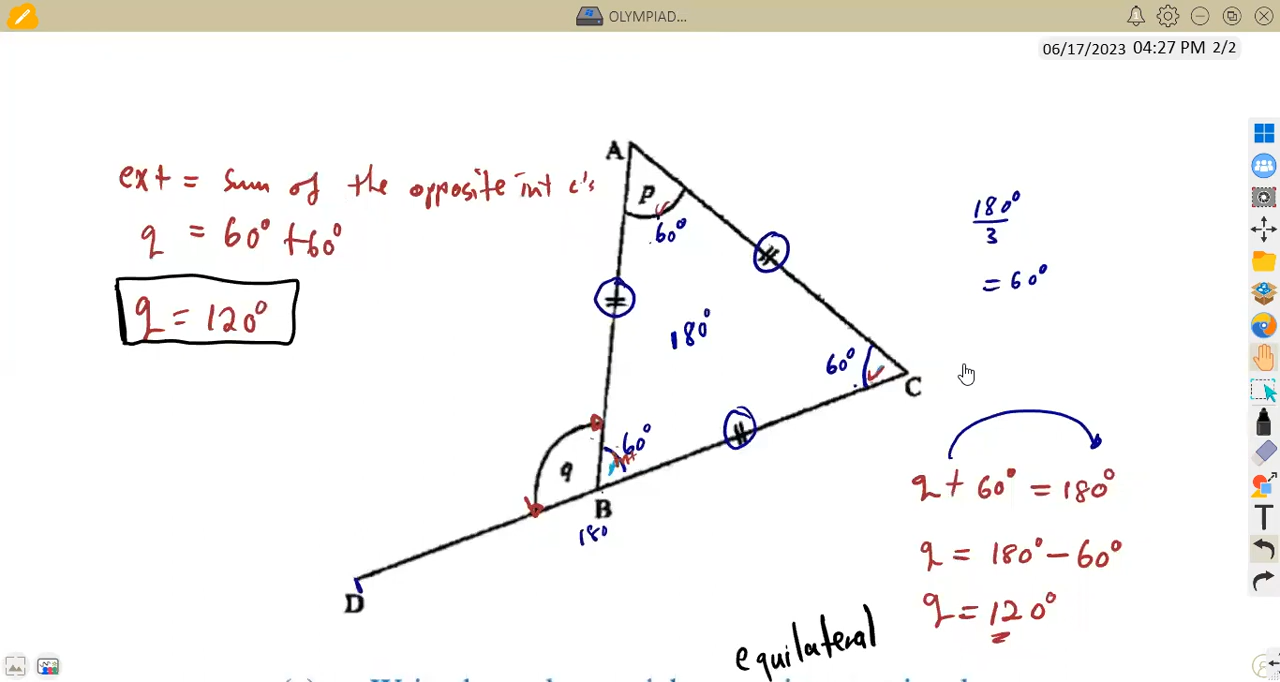 OLYMPIAD...
06/17/2023 04:27 PM 2/2
ext = sum of the opposite int
q = 60° + 60°
q = 120°
A
P
60°
180°
60°
C
60°
q
B
180
D
180°
3
= 60°
q + 60° = 180°
q = 180° - 60°
q = 120°
equilateral